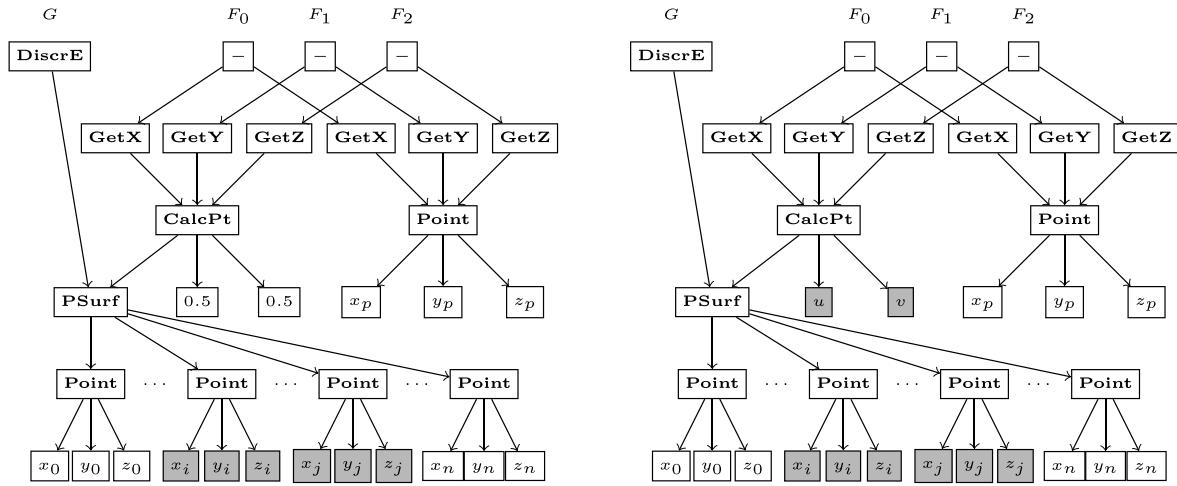 G F₀ F₁ F₂ G F₀ F₁ F₂
DiscrE − − − DiscrE − − −
GetX GetY GetZ GetX GetY GetZ GetX GetY GetZ GetX GetY GetZ
CalcPt Point CalcPt Point
PSurf 0.5 0.5 xₚ yₚ zₚ PSurf u v xₚ yₚ zₚ
Point ··· Point ··· Point ··· Point Point ··· Point ··· Point ··· Point
x₀ y₀ z₀ xᵢ yᵢ zᵢ xⱼ yⱼ zⱼ xₙ yₙ zₙ x₀ y₀ z₀ xᵢ yᵢ zᵢ xⱼ yⱼ zⱼ xₙ yₙ zₙ